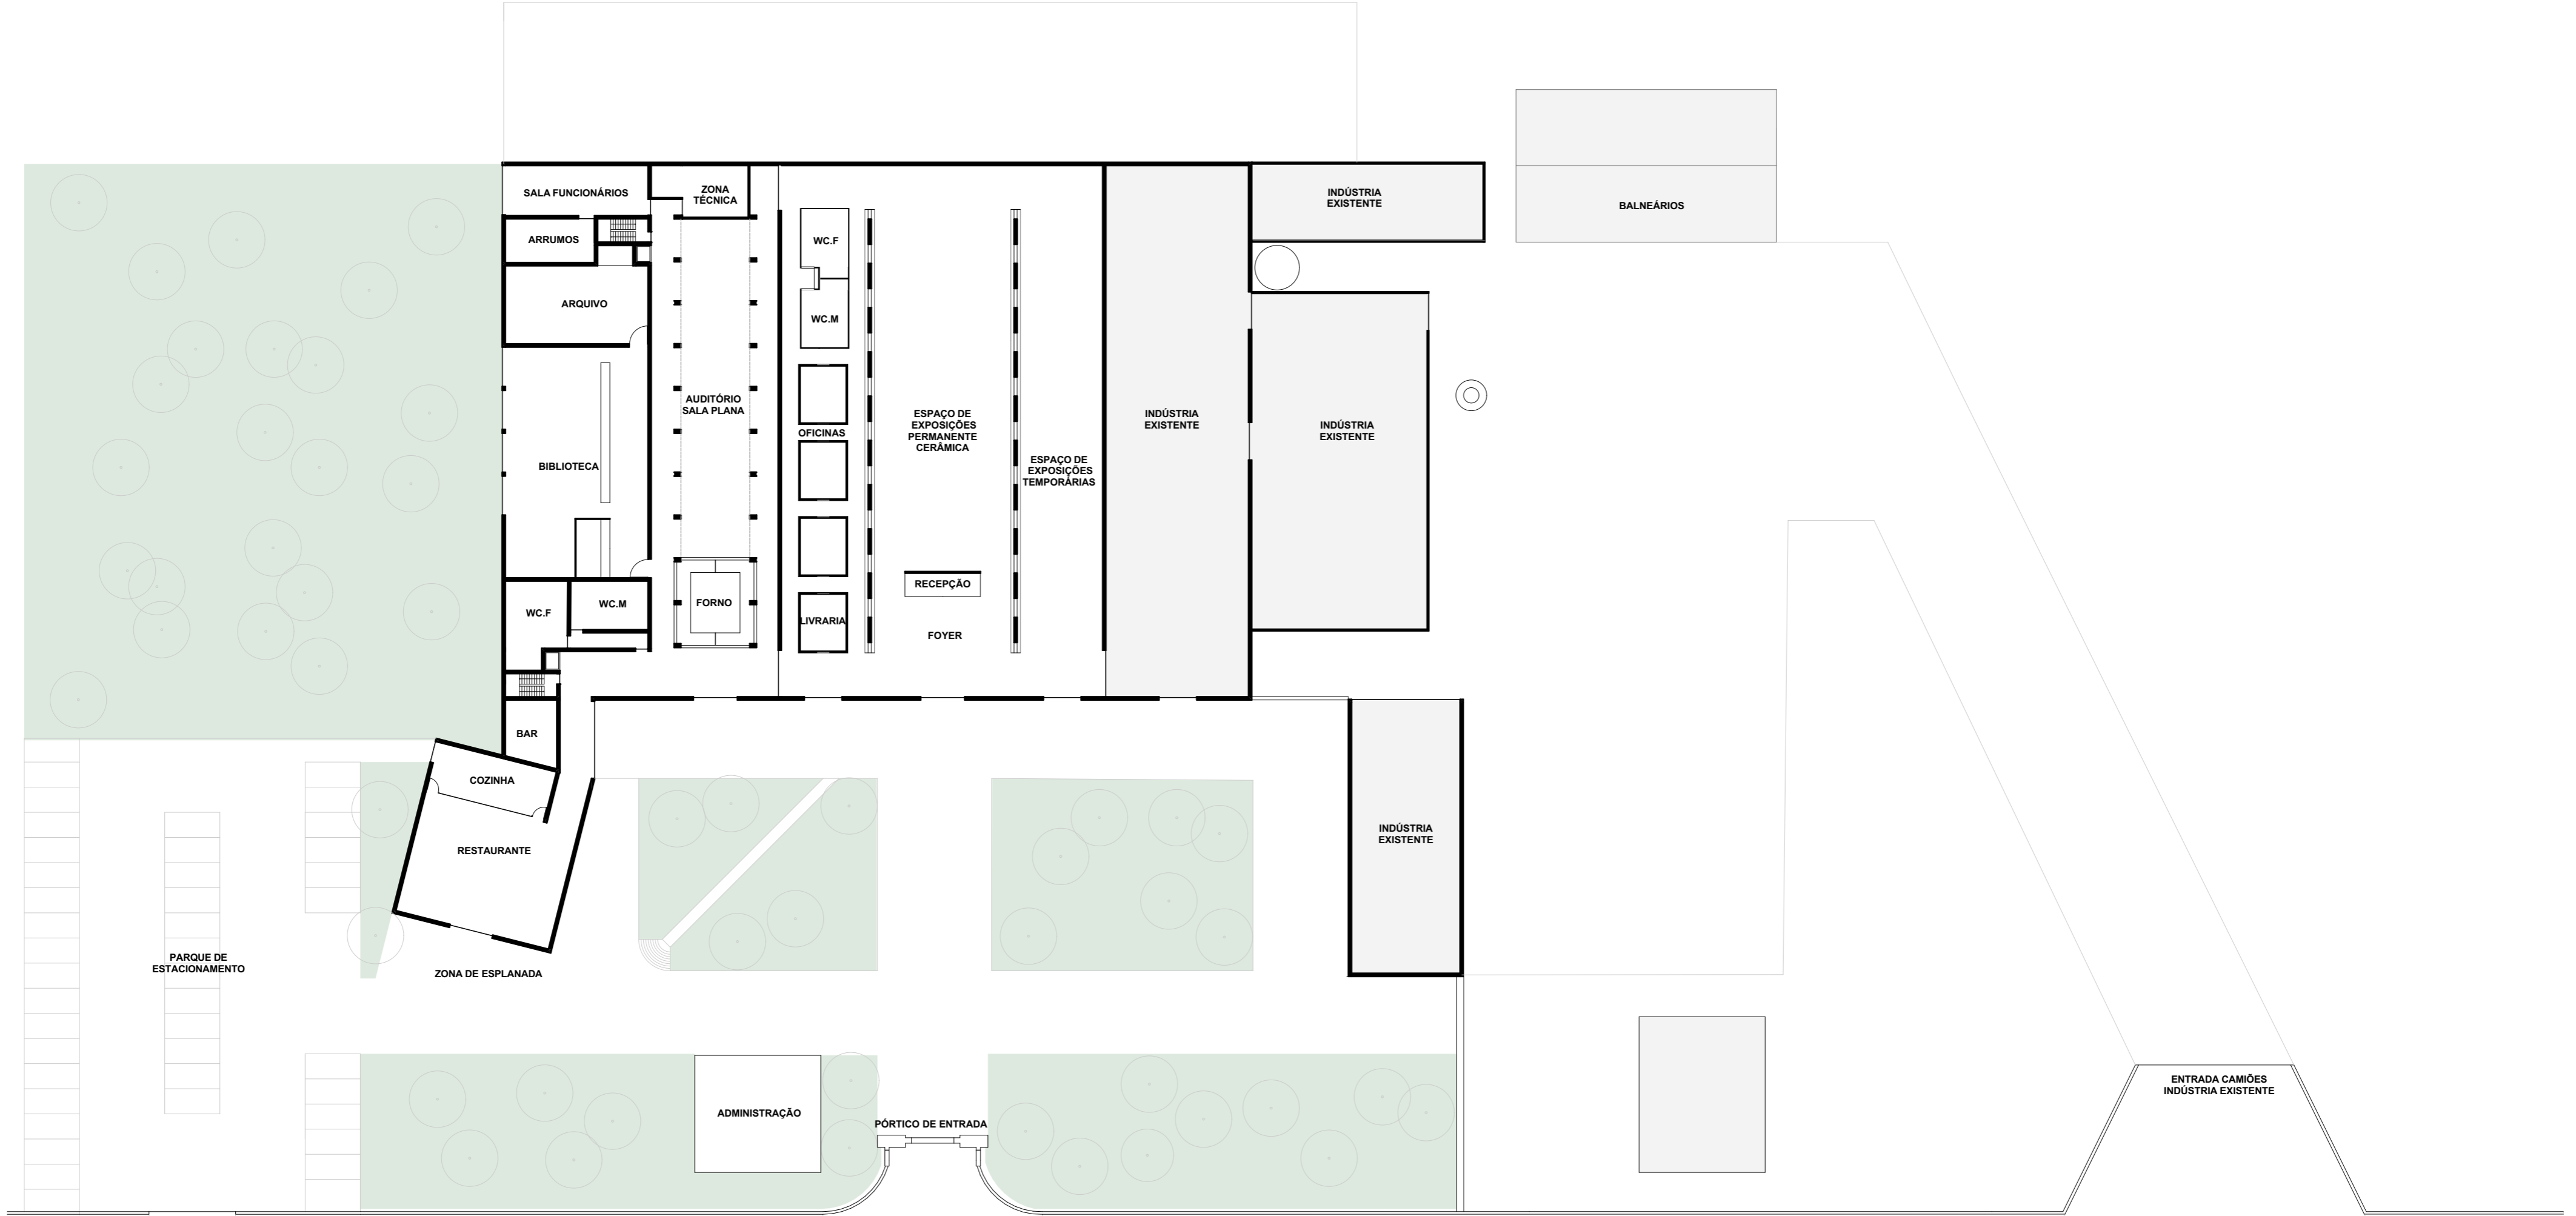 SALA FUNCIONÁRIOS
ZONA
TÉCNICA
INDÚSTRIA
EXISTENTE
BALNEÁRIOS
ARRUMOS
WC.F
ARQUIVO
WC.M
AUDITÓRIO
SALA PLANA
OFICINAS
ESPAÇO DE
EXPOSIÇÕES
PERMANENTE
CERÂMICA
INDÚSTRIA
EXISTENTE
INDÚSTRIA
EXISTENTE
BIBLIOTECA
ESPAÇO DE
EXPOSIÇÕES
TEMPORÁRIAS
RECEPÇÃO
WC.F
WC.M
FORNO
LIVRARIA
FOYER
BAR
COZINHA
RESTAURANTE
INDÚSTRIA
EXISTENTE
PARQUE DE
ESTACIONAMENTO
ZONA DE ESPLANADA
ADMINISTRAÇÃO
PÓRTICO DE ENTRADA
ENTRADA CAMIÕES
INDÚSTRIA EXISTENTE